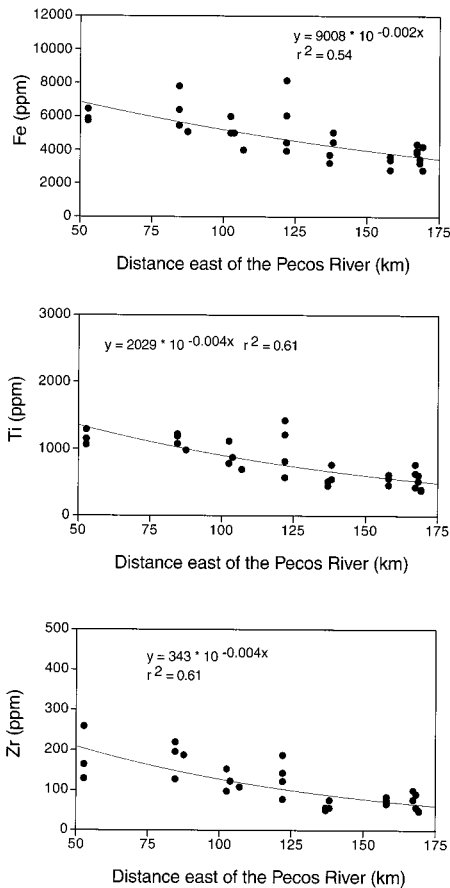 12000
10000
8000
6000
4000
2000
0
Fe (ppm)
y = 9008 * 10 -0.002x
r 2 = 0.54
50 75 100 125 150 175
Distance east of the Pecos River (km)
3000
2000
1000
0
Ti (ppm)
y = 2029 * 10 -0.004x r 2 = 0.61
50 75 100 125 150 175
Distance east of the Pecos River (km)
500
400
300
200
100
0
Zr (ppm)
y = 343 * 10 -0.004x
r 2 = 0.61
50 75 100 125 150 175
Distance east of the Pecos River (km)